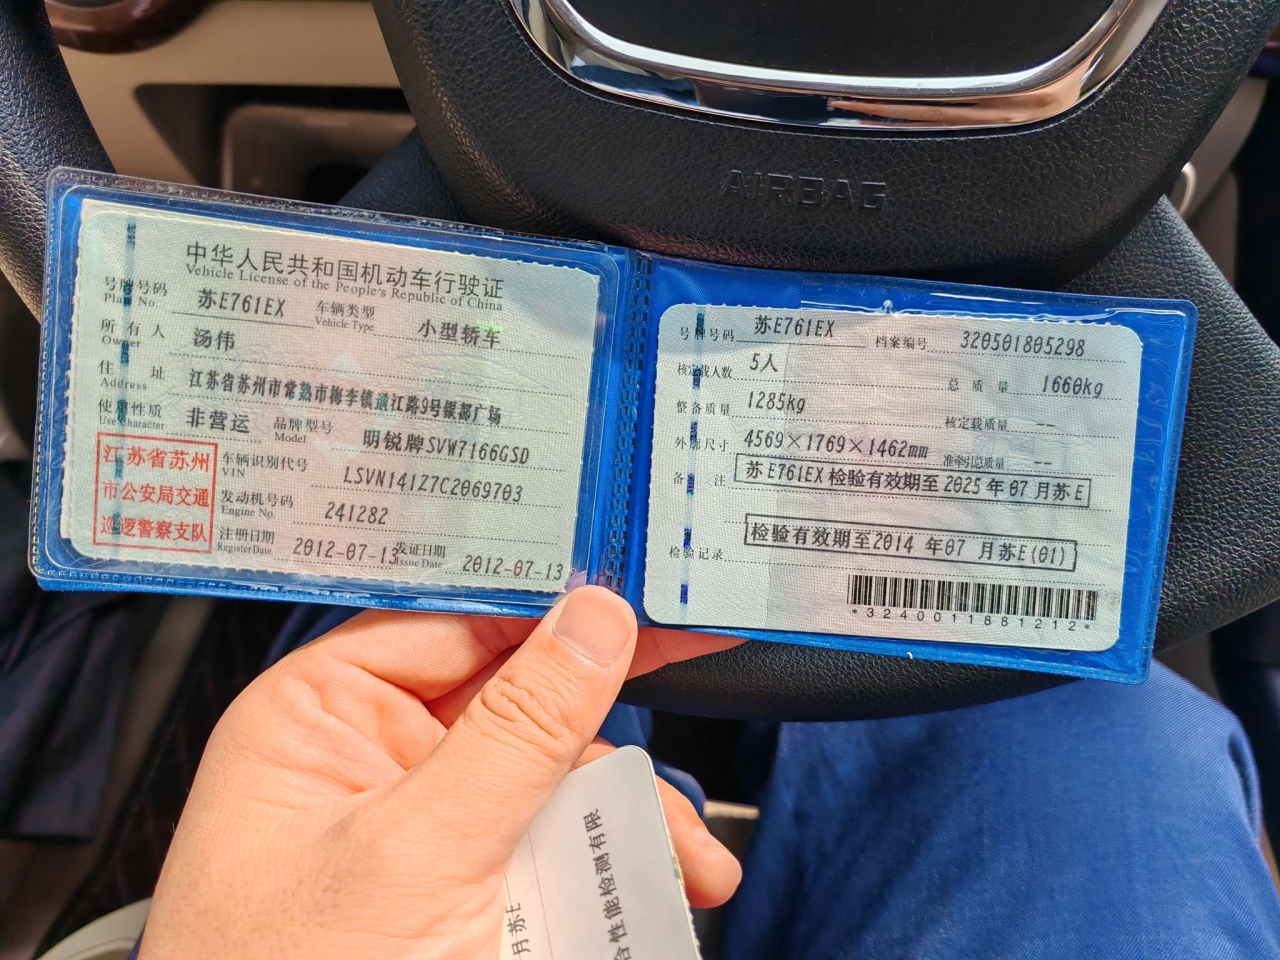 AIRBAG
中华人民共和国机动车行驶证
Vehicle License of the People's Republic of China
号牌号码 苏E761EX 车辆类型 小型轿车
Plate No. Vehicle Type
所有人 汤伟
Owner
住址 江苏省苏州市常熟市梅李镇通江路9号银都广场
Address
使用性质 非营运 品牌型号 明锐牌SVW7166GSD
Use Character Model
江苏省苏州
市公安局交通
巡逻警察支队
车辆识别代号 LSVN141Z7C2069703
VIN
发动机号码 241282
Engine No.
注册日期 2012-07-13 发证日期 2012-07-13
Register Date Issue Date
号牌号码 苏E761EX 档案编号 320501805298
核定载人数 5人 总质量 1660kg
整备质量 1285kg 核定载质量 --
外廓尺寸 4569×1769×1462mm 准牵引总质量 --
备注 苏E761EX检验有效期至2025年07月苏E
检验记录 检验有效期至2014年07月苏E(01)
*3240011881212*
月苏E
合性能检测有限